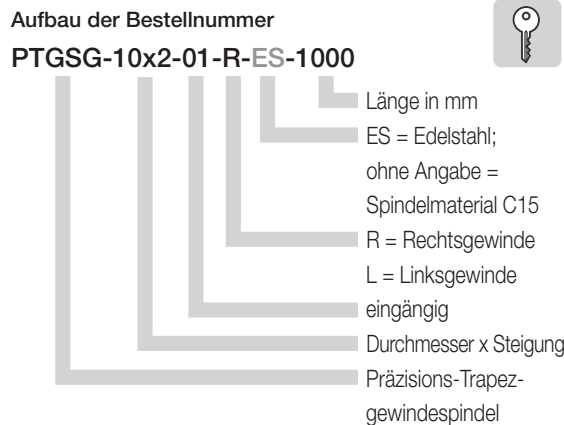 Aufbau der Bestellnummer
PTGSG-10x2-01-R-ES-1000
Länge in mm
ES = Edelstahl;
ohne Angabe =
Spindelmaterial C15
R = Rechtsgewinde
L = Linksgewinde
eingängig
Durchmesser x Steigung
Präzisions-Trapez-
gewindespindel